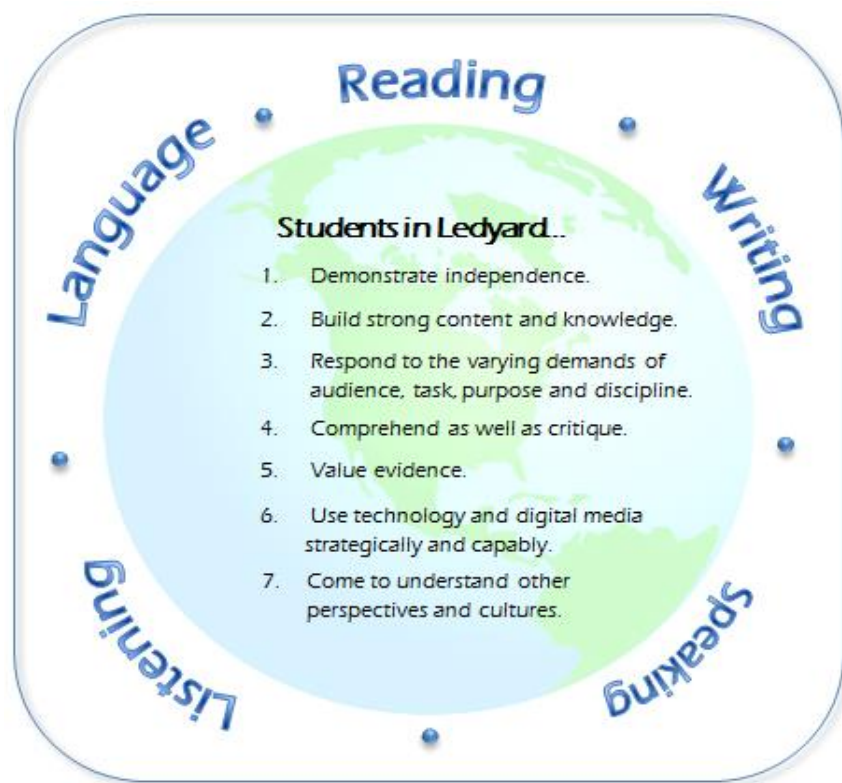 Reading
Writing
Speaking
Listening
Language
Students in Ledyard...
1. Demonstrate independence.
2. Build strong content and knowledge.
3. Respond to the varying demands of
audience, task, purpose and discipline.
4. Comprehend as well as critique.
5. Value evidence.
6. Use technology and digital media
strategically and capably.
7. Come to understand other
perspectives and cultures.